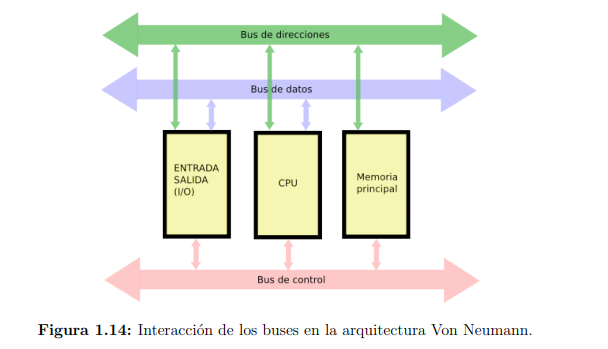 Bus de direcciones
Bus de datos
ENTRADA
SALIDA
(I/O)
CPU
Memoria
principal
Bus de control
Figura 1.14: Interacción de los buses en la arquitectura Von Neumann.